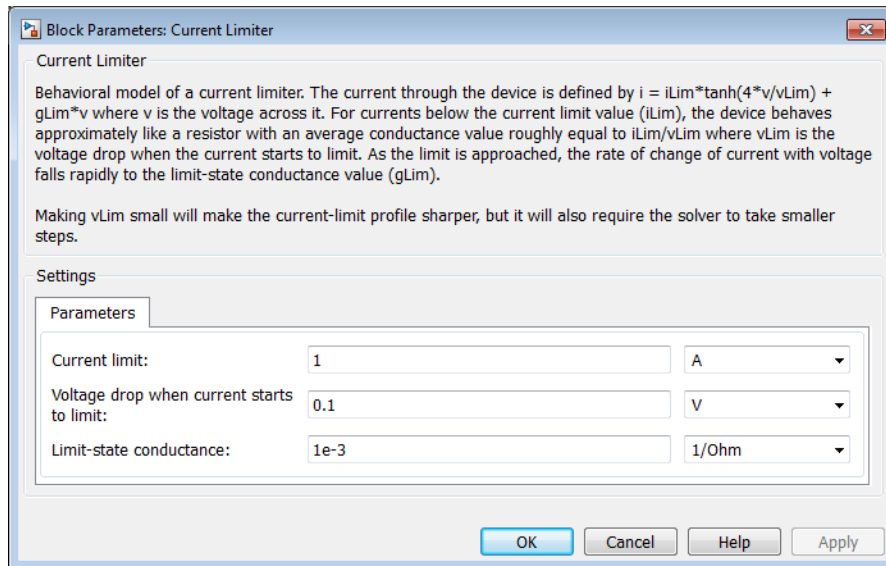 Block Parameters: Current Limiter
Current Limiter
Behavioral model of a current limiter. The current through the device is defined by i = iLim*tanh(4*v/vLim) +
gLim*v where v is the voltage across it. For currents below the current limit value (iLim), the device behaves
approximately like a resistor with an average conductance value roughly equal to iLim/vLim where vLim is the
voltage drop when the current starts to limit. As the limit is approached, the rate of change of current with voltage
falls rapidly to the limit-state conductance value (gLim).
Making vLim small will make the current-limit profile sharper, but it will also require the solver to take smaller
steps.
Settings
Parameters
Current limit: 1 A
Voltage drop when current starts
to limit: 0.1 V
Limit-state conductance: 1e-3 1/Ohm
OK Cancel Help Apply